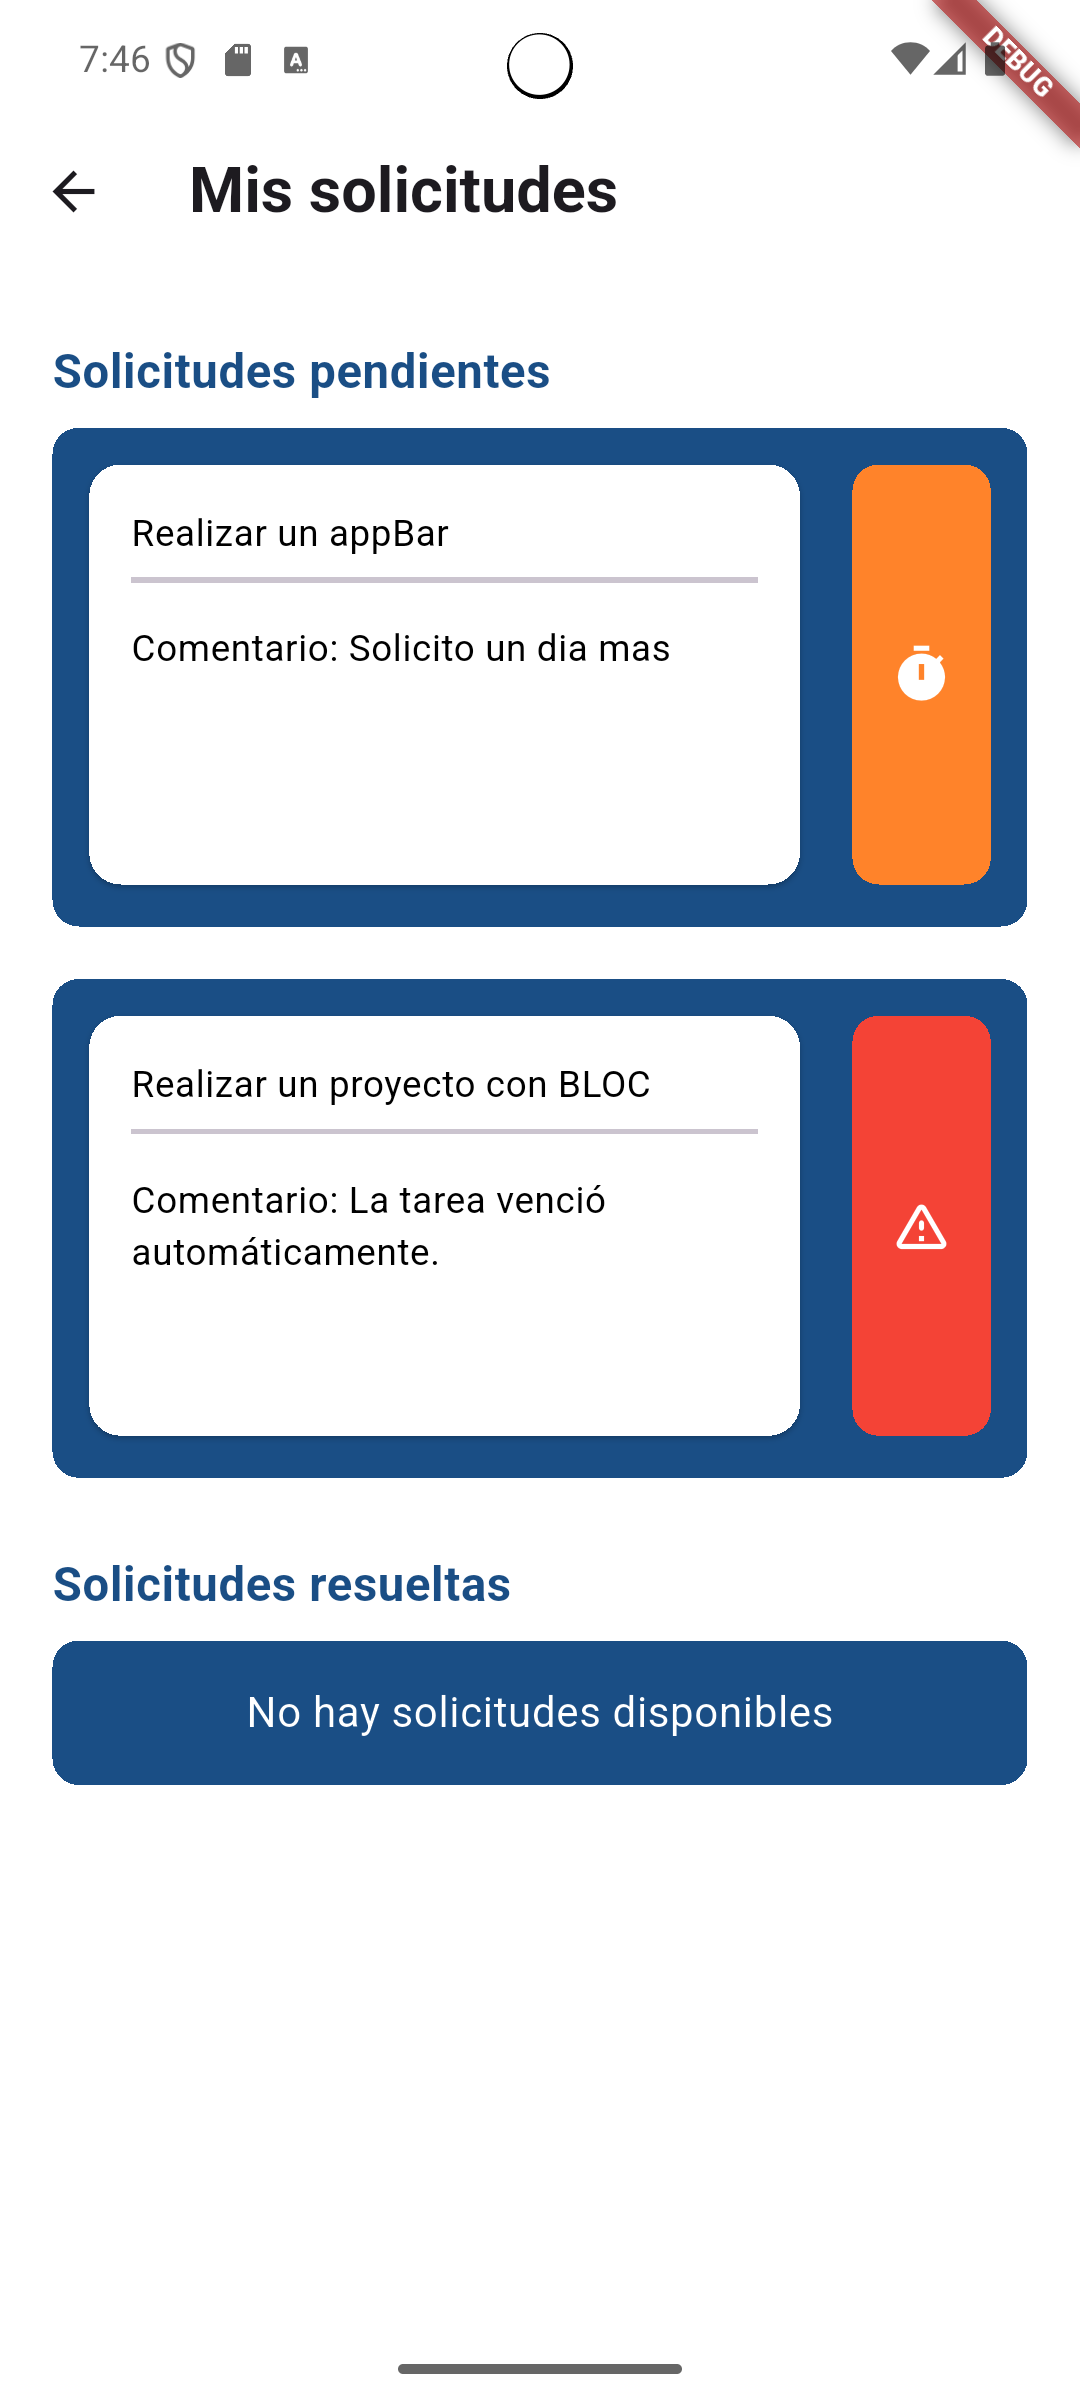 7:46
DEBUG
Mis solicitudes
Solicitudes pendientes
Realizar un appBar
Comentario: Solicito un dia mas
Realizar un proyecto con BLOC
Comentario: La tarea venció
automáticamente.
Solicitudes resueltas
No hay solicitudes disponibles